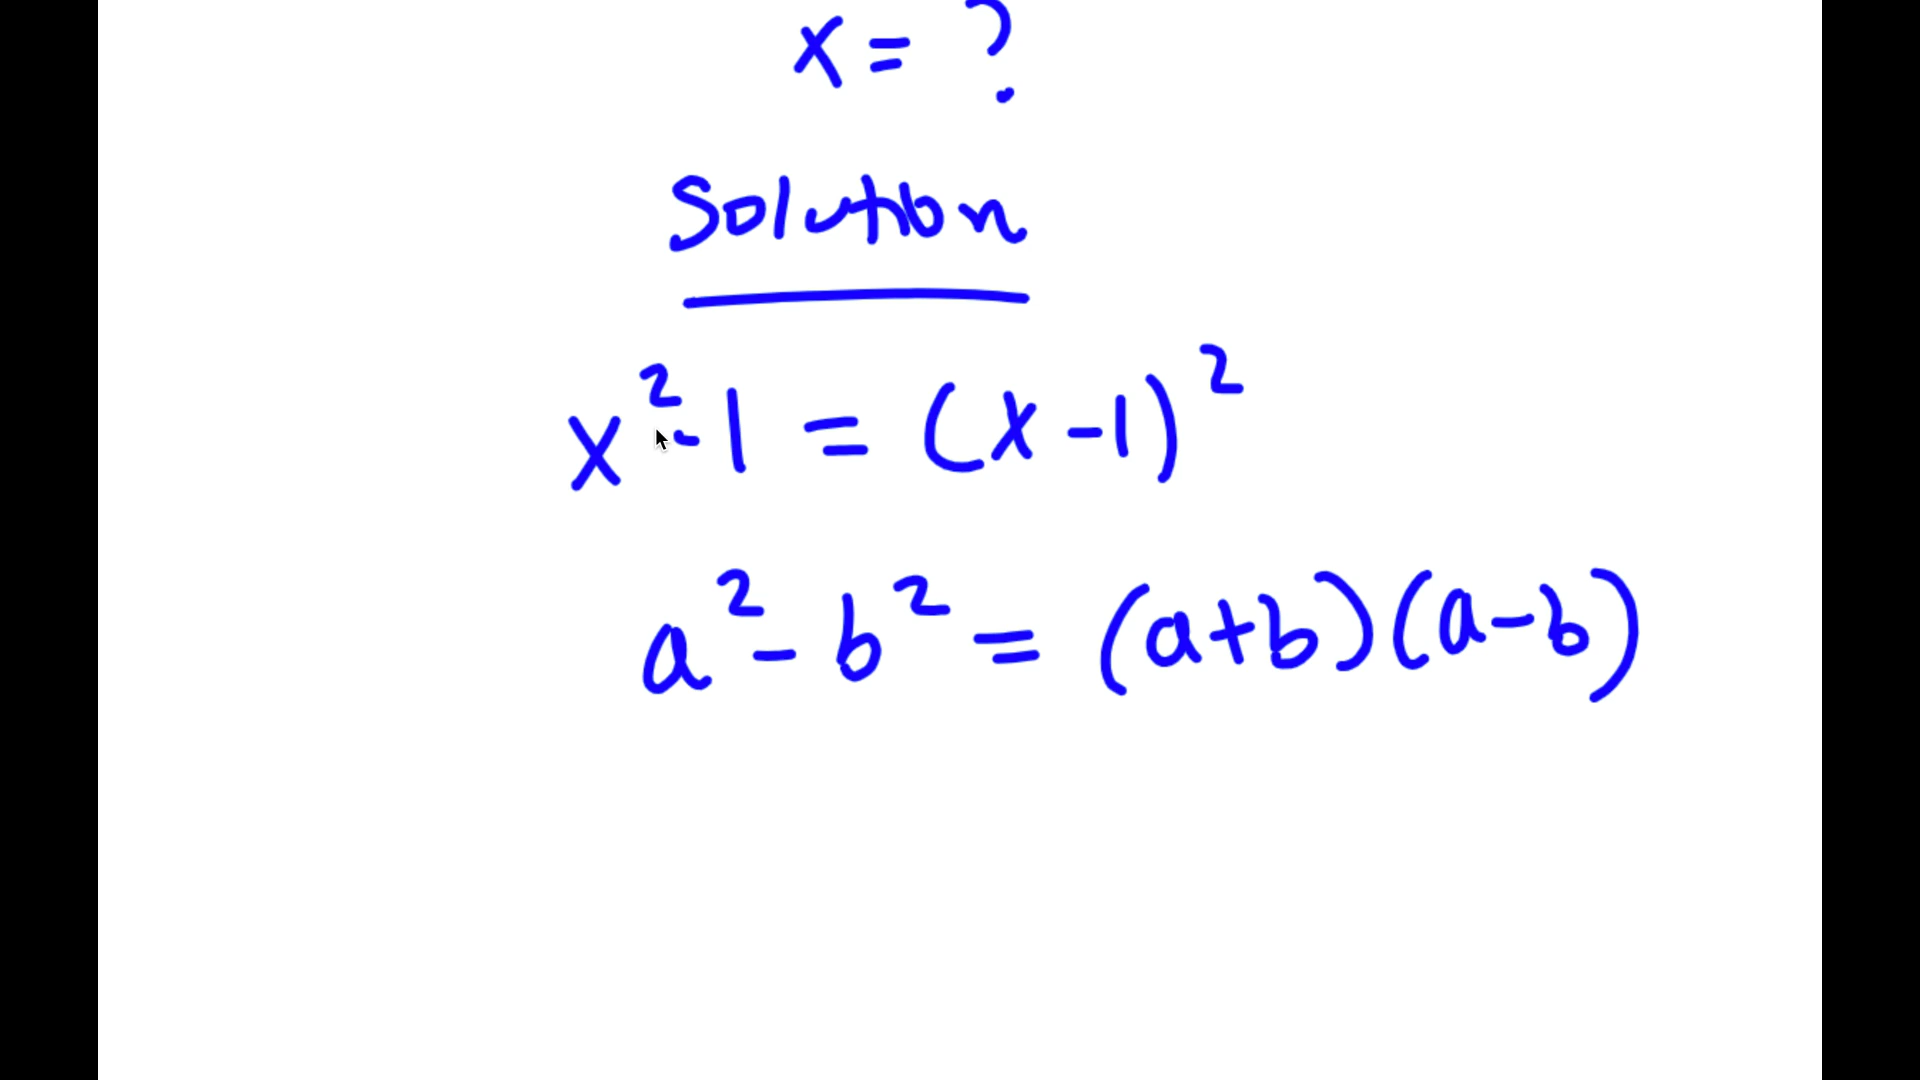 x = ?
Solution
x² - 1 = (x - 1)²
a² - b² = (a + b)(a - b)